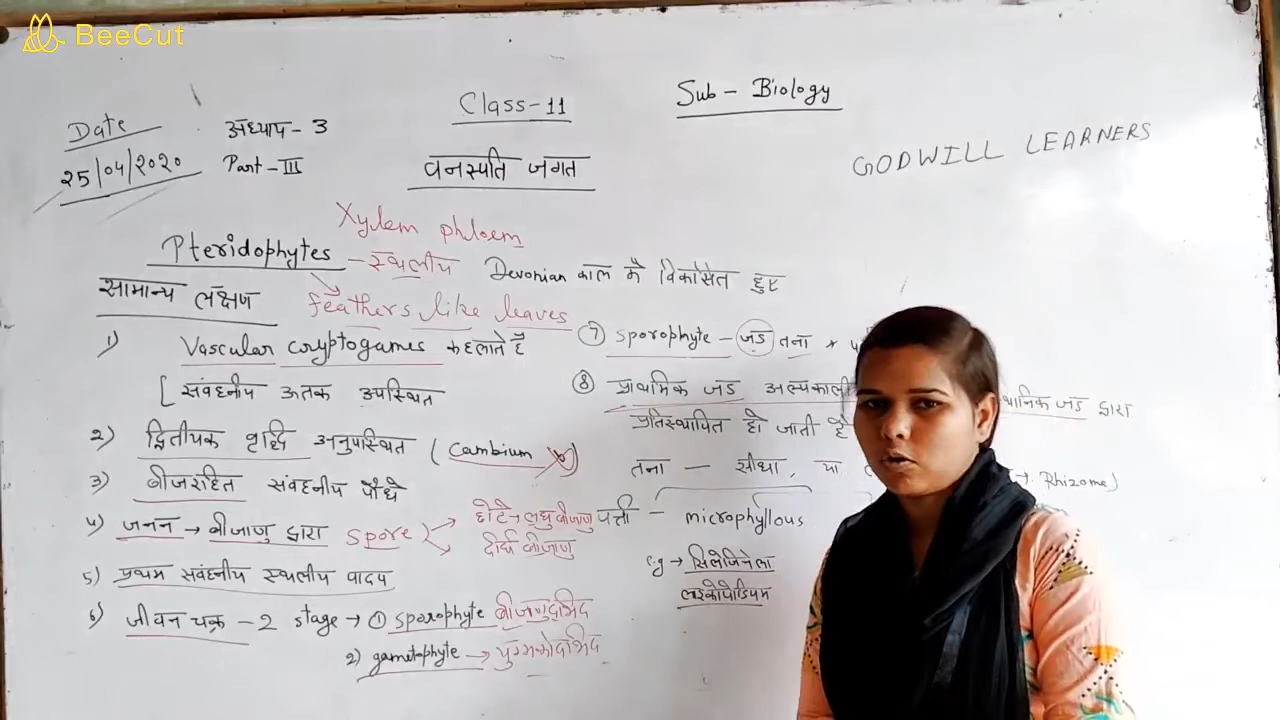 BeeCut
Class-11
Sub - Biology
Date
25/04/2020
अध्याय - 3
Part - III
वनस्पति जगत
GODWILL LEARNERS
Xylem phloem
Pteridophytes - स्थलीय Devonian काल में विकसित हुए
सामान्य लक्षण
feathers like leaves
1) Vascular cryptogames कहलाते हैं
[संवहनीय ऊतक उपस्थित
2) द्वितीयक वृद्धि अनुपस्थित (Cambium)
3) बीजरहित संवहनीय पौधे
4) जनन → बीजाणु द्वारा Spore
छोटे → लघु बीजाणु
दीर्घ बीजाणु
5) प्रथम संवहनीय स्थलीय पादप
6) जीवन चक्र - 2 stage → ① sporophyte बीजाणुदभिद
2) gametophyte → युग्मकोदभिद
⑦ Sporophyte - जड तना
⑧ प्राथमिक जड अल्पकाली थानिक जड द्वारा
प्रतिस्थापित हो जाती है
तना - सीधा, या → Rhizome)
पत्ती - microphyllous
e.g → सिलेजिनेला
लाइकोपोडियम